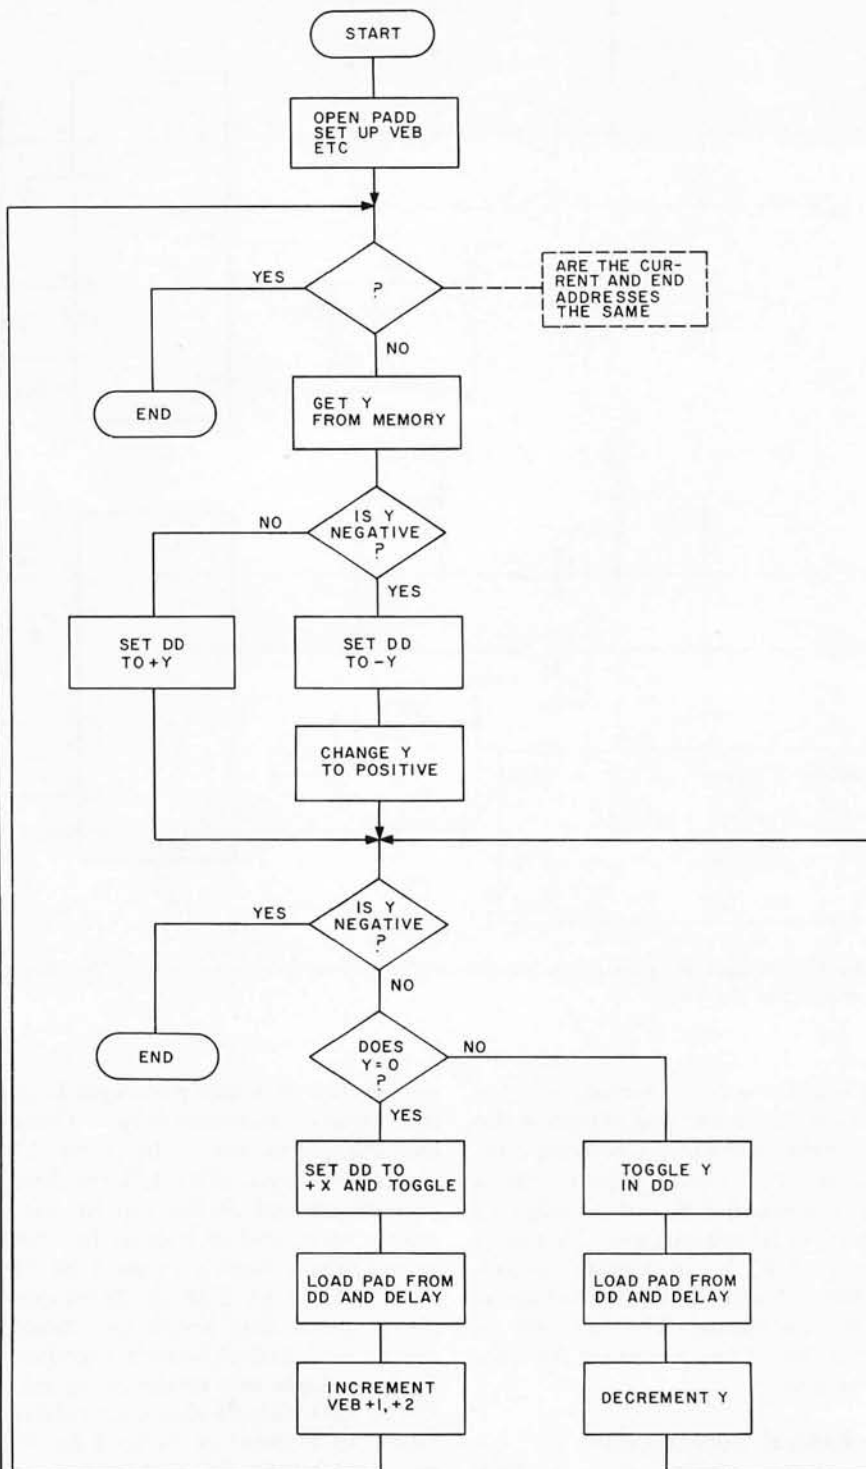 START
OPEN PADD
SET UP VEB
ETC
YES
?
ARE THE CUR-
RENT AND END
ADDRESSES
THE SAME
NO
END
GET Y
FROM MEMORY
NO
IS Y
NEGATIVE
?
YES
SET DD
TO +Y
SET DD
TO -Y
CHANGE Y
TO POSITIVE
YES
IS Y
NEGATIVE
?
NO
END
DOES
Y=0
?
NO
YES
SET DD TO
+X AND TOGGLE
TOGGLE Y
IN DD
LOAD PAD FROM
DD AND DELAY
LOAD PAD FROM
DD AND DELAY
INCREMENT
VEB +1, +2
DECREMENT Y